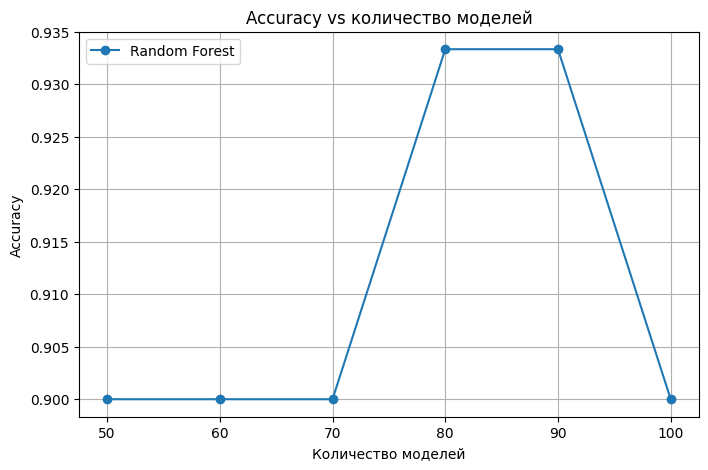 Accuracy vs количество моделей
Random Forest
0.935
0.930
0.925
0.920
0.915
0.910
0.905
0.900
Accuracy
50 60 70 80 90 100
Количество моделей